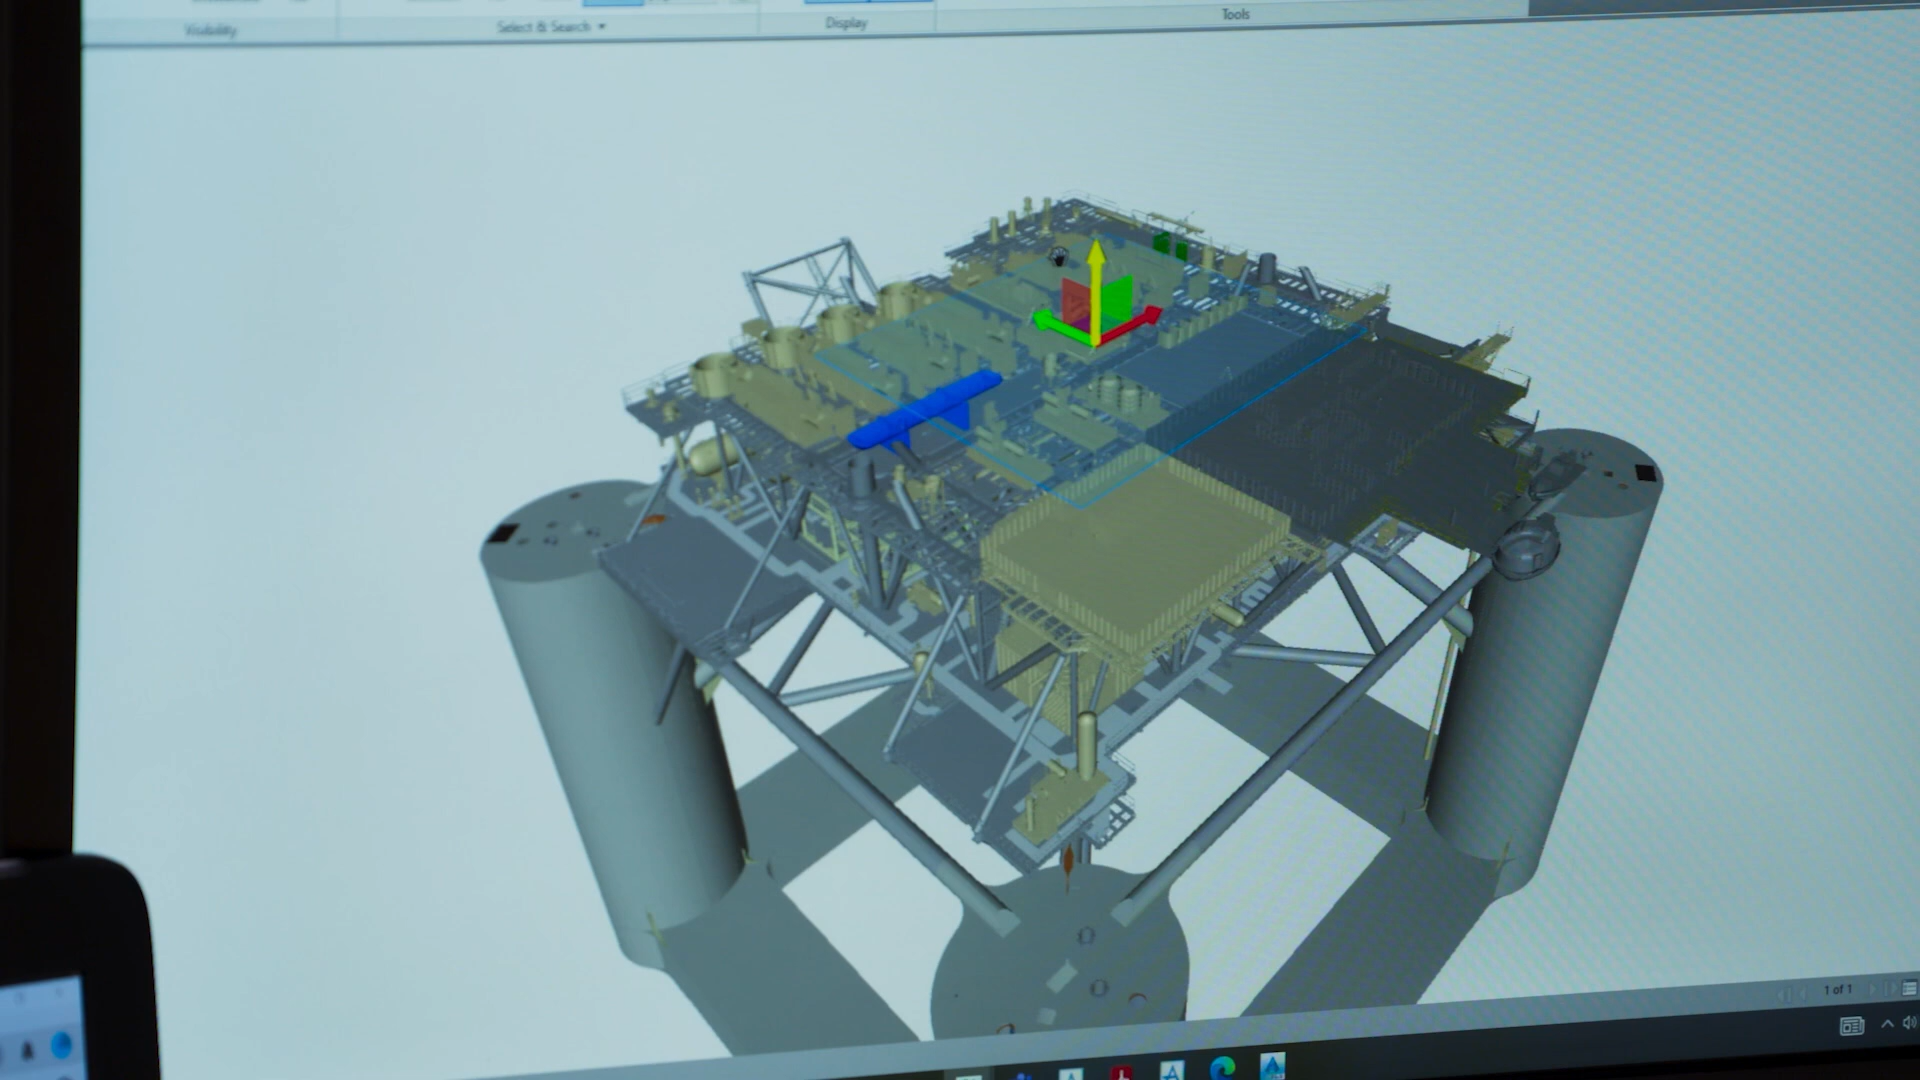 Visibility
Select & Search
Display
Tools
1 of 1